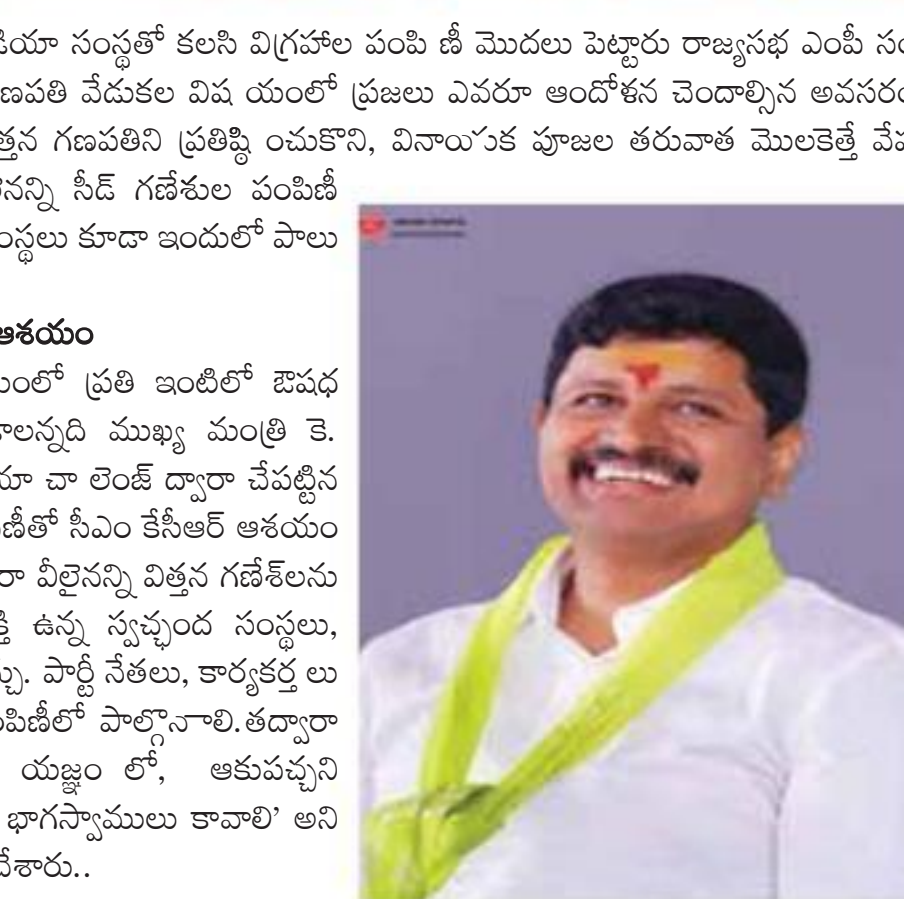 డియా సంస్థతో కలసి విగ్రహాల పంపి ణీ మొదలు పెట్టారు రాజ్యసభ ఎంపీ సం
ణపతి వేడుకల విష యంలో ప్రజలు ఎవరూ ఆందోళన చెందాల్సిన అవసరం
త్తన గణపతిని ప్రతిష్ఠి ంచుకొని, వినాయక పూజల తరువాత మొలకెత్తే వేప
లైనన్ని సీడ్ గణేశుల పంపిణీ
ంస్థలు కూడా ఇందులో పాలు
ఆశయం
ంలో ప్రతి ఇంటిలో ఔషధ
లన్నది ముఖ్య మంత్రి కె.
యా చా లెంజ్ ద్వారా చేపట్టిన
ణీతో సీఎం కేసీఆర్ ఆశయం
రా వీలైనన్ని విత్తన గణేశ్‌లను
క్తి ఉన్న స్వచ్ఛంద సంస్థలు,
చ్చు. పార్టీ నేతలు, కార్యకర్త లు
ంపిణీలో పాల్గొనాలి.తద్వారా
యజ్ఞం లో, ఆకుపచ్చని
భాగస్వాములు కావాలి’ అని
చేశారు..